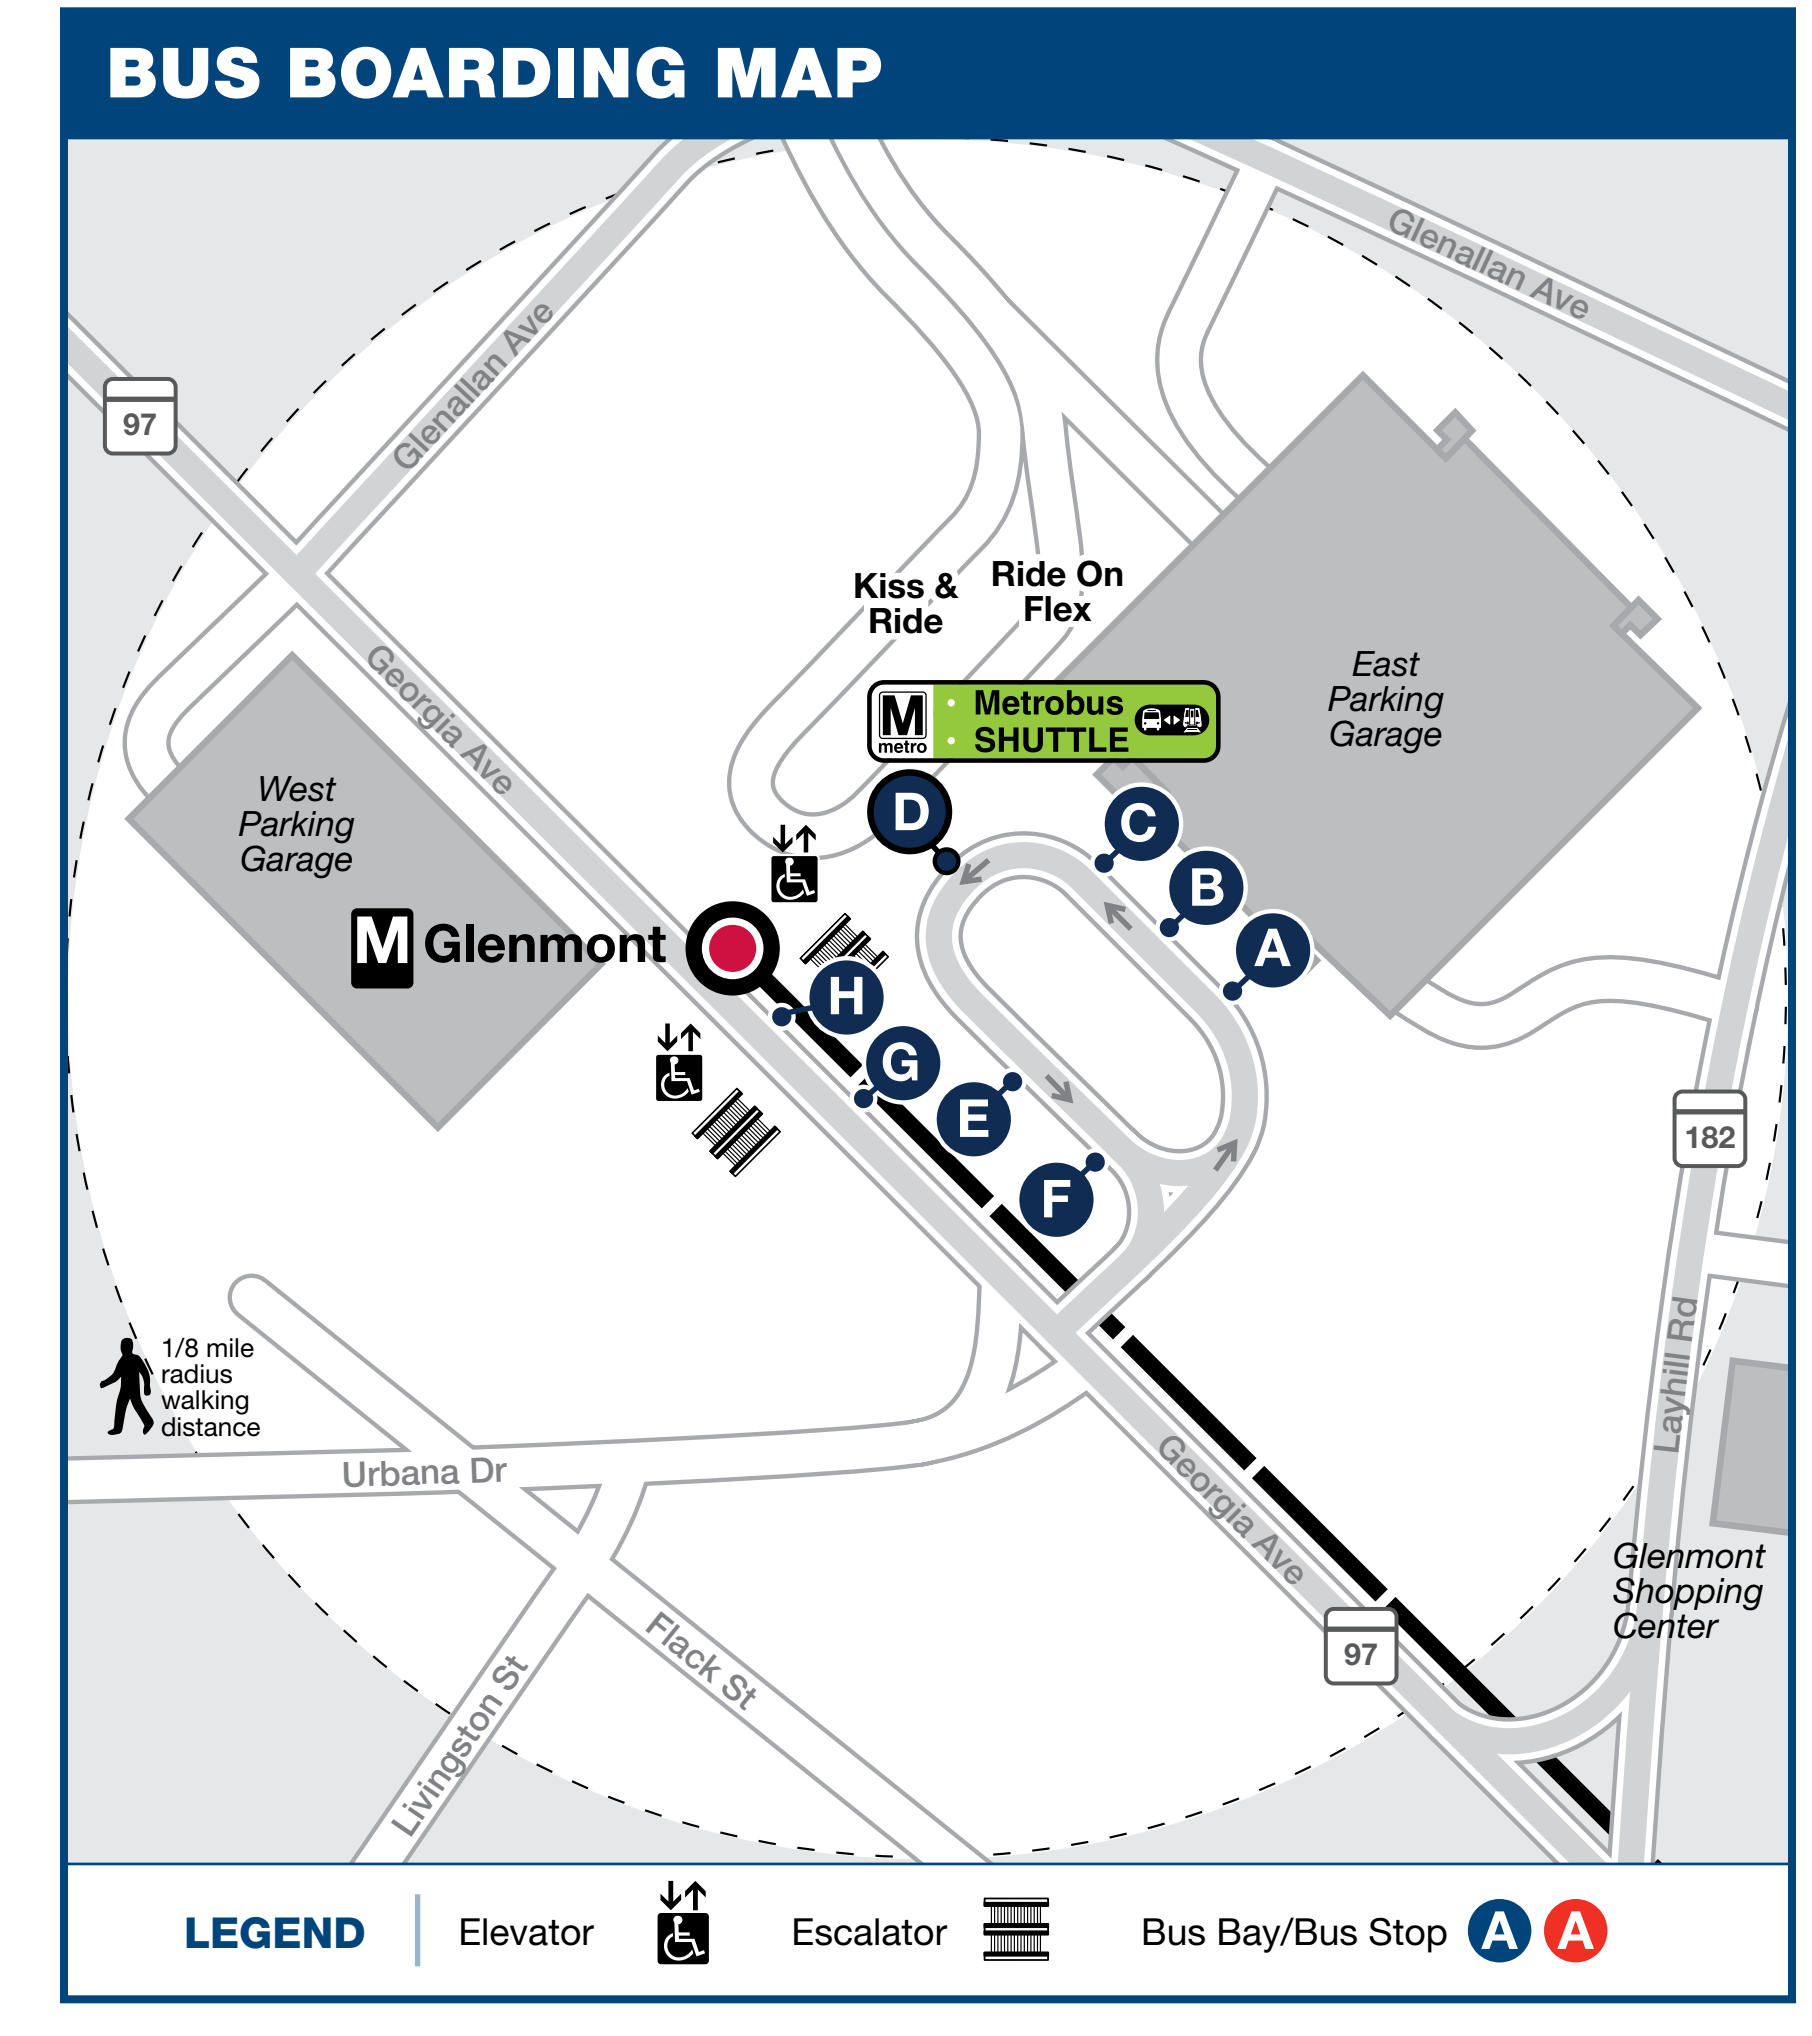 BUS BOARDING MAP
Glenallan Ave
Glenallan Ave
97
Kiss &
Ride
Ride On
Flex
Georgia Ave
East
Parking
Garage
M
metro
Metrobus
SHUTTLE
West
Parking
Garage
D
C
B
A
M Glenmont
H
G
E
F
182
1/8 mile
radius
walking
distance
Layhill Rd
Urbana Dr
Georgia Ave
Glenmont
Shopping
Center
Flack St
97
Livingston St
LEGEND
Elevator
Escalator
Bus Bay/Bus Stop A A